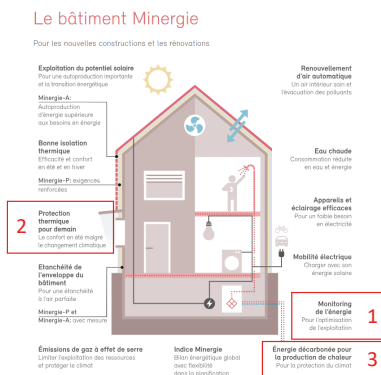 Le bâtiment Minergie
Pour les nouvelles constructions et les rénovations
Exploitation du potentiel solaire
Pour une autoproduction importante
et la transition énergétique
Minergie-A:
Autoproduction
d'énergie supérieure
aux besoins en énergie
Bonne isolation
thermique
Efficacité et confort
en été et en hiver
Minergie-P: exigences
renforcées
2
Protection
thermique
pour demain
Le confort en été malgré
le changement climatique
Etanchéité de
l'enveloppe du
bâtiment
Pour une étanchéité
à l'air parfaite
Minergie-P et
Minergie-A: avec mesure
Émissions de gaz à effet de serre
Limiter l'exploitation des ressources
et protéger le climat
Indice Minergie
Bilan énergétique global
avec flexibilité
dans la planification
Renouvellement
d'air automatique
Un air intérieur sain et
l'évacuation des polluants
Eau chaude
Consommation réduite
en eau et énergie
Appareils et
éclairage efficaces
Pour un faible besoin
en électricité
Mobilité électrique
Charger avec son
énergie solaire
Monitoring
de l'énergie
Pour l'optimisation
de l'exploitation
1
Énergie décarbonée pour
la production de chaleur
Pour la protection du climat
3